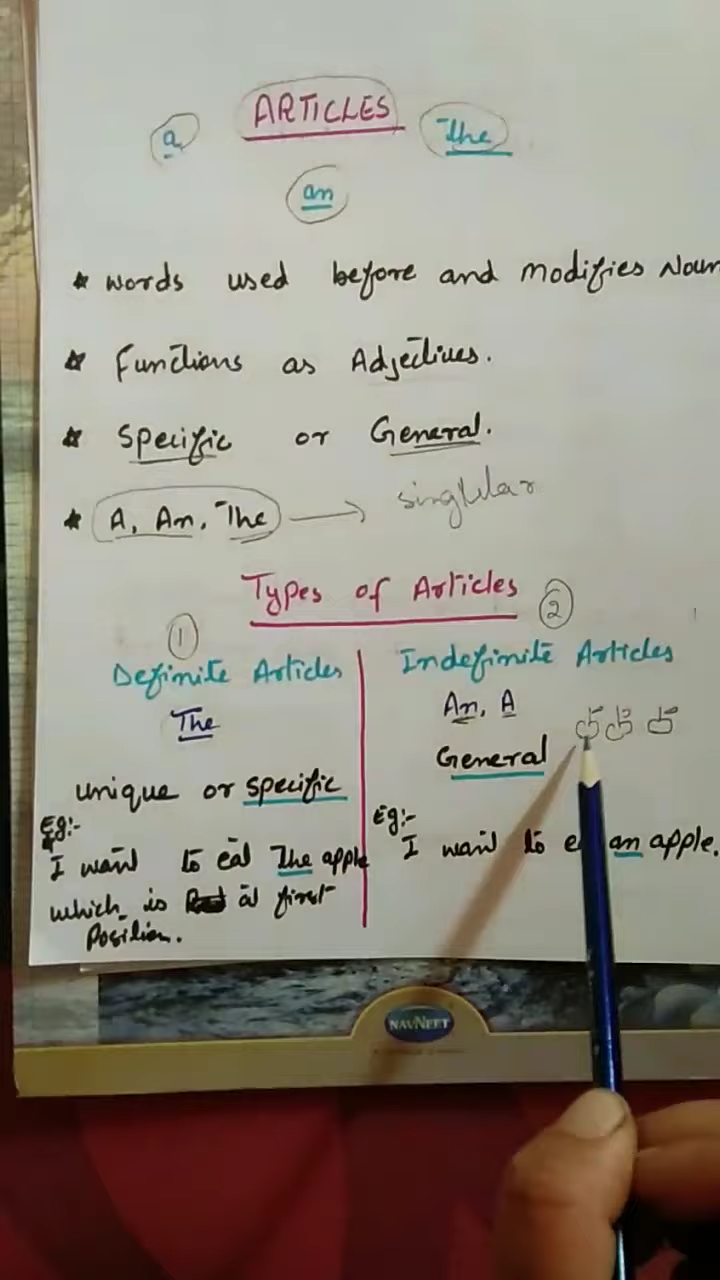 ARTICLES
a The
an
* words used before and modifies Noun
* Functions as Adjectives.
* Specific or General.
* A, An, The → singular
Types of Articles
1 2
Definite Articles
The
unique or specific
Eg:-
I want to eat The apple
which is at first
Position.
Indefinite Articles
An, A
General
Eg:-
I want to e an apple.
NAVNEET